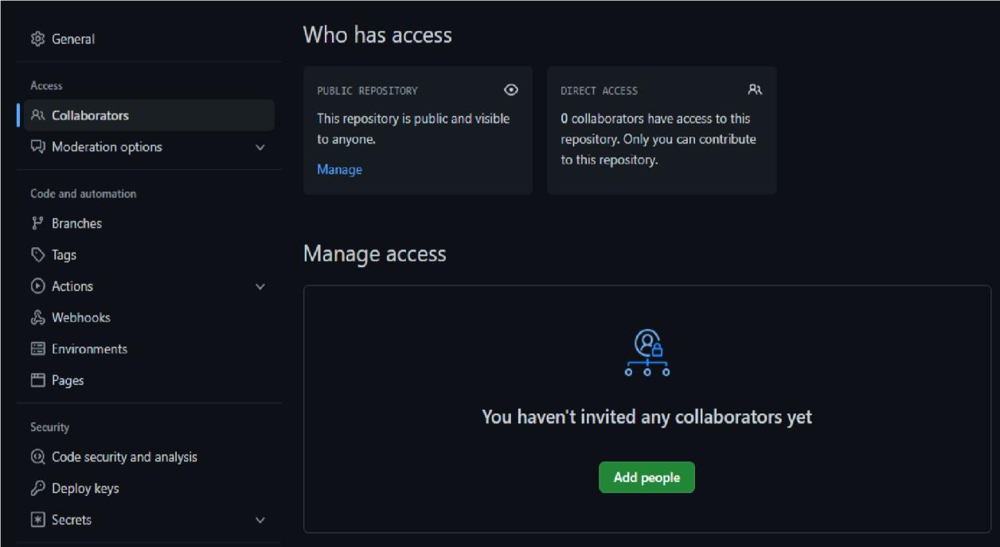 General
Access
Collaborators
Moderation options
Code and automation
Branches
Tags
Actions
Webhooks
Environments
Pages
Security
Code security and analysis
Deploy keys
Secrets
Who has access
PUBLIC REPOSITORY
This repository is public and visible
to anyone.
Manage
DIRECT ACCESS
0 collaborators have access to this
repository. Only you can contribute
to this repository.
Manage access
You haven't invited any collaborators yet
Add people